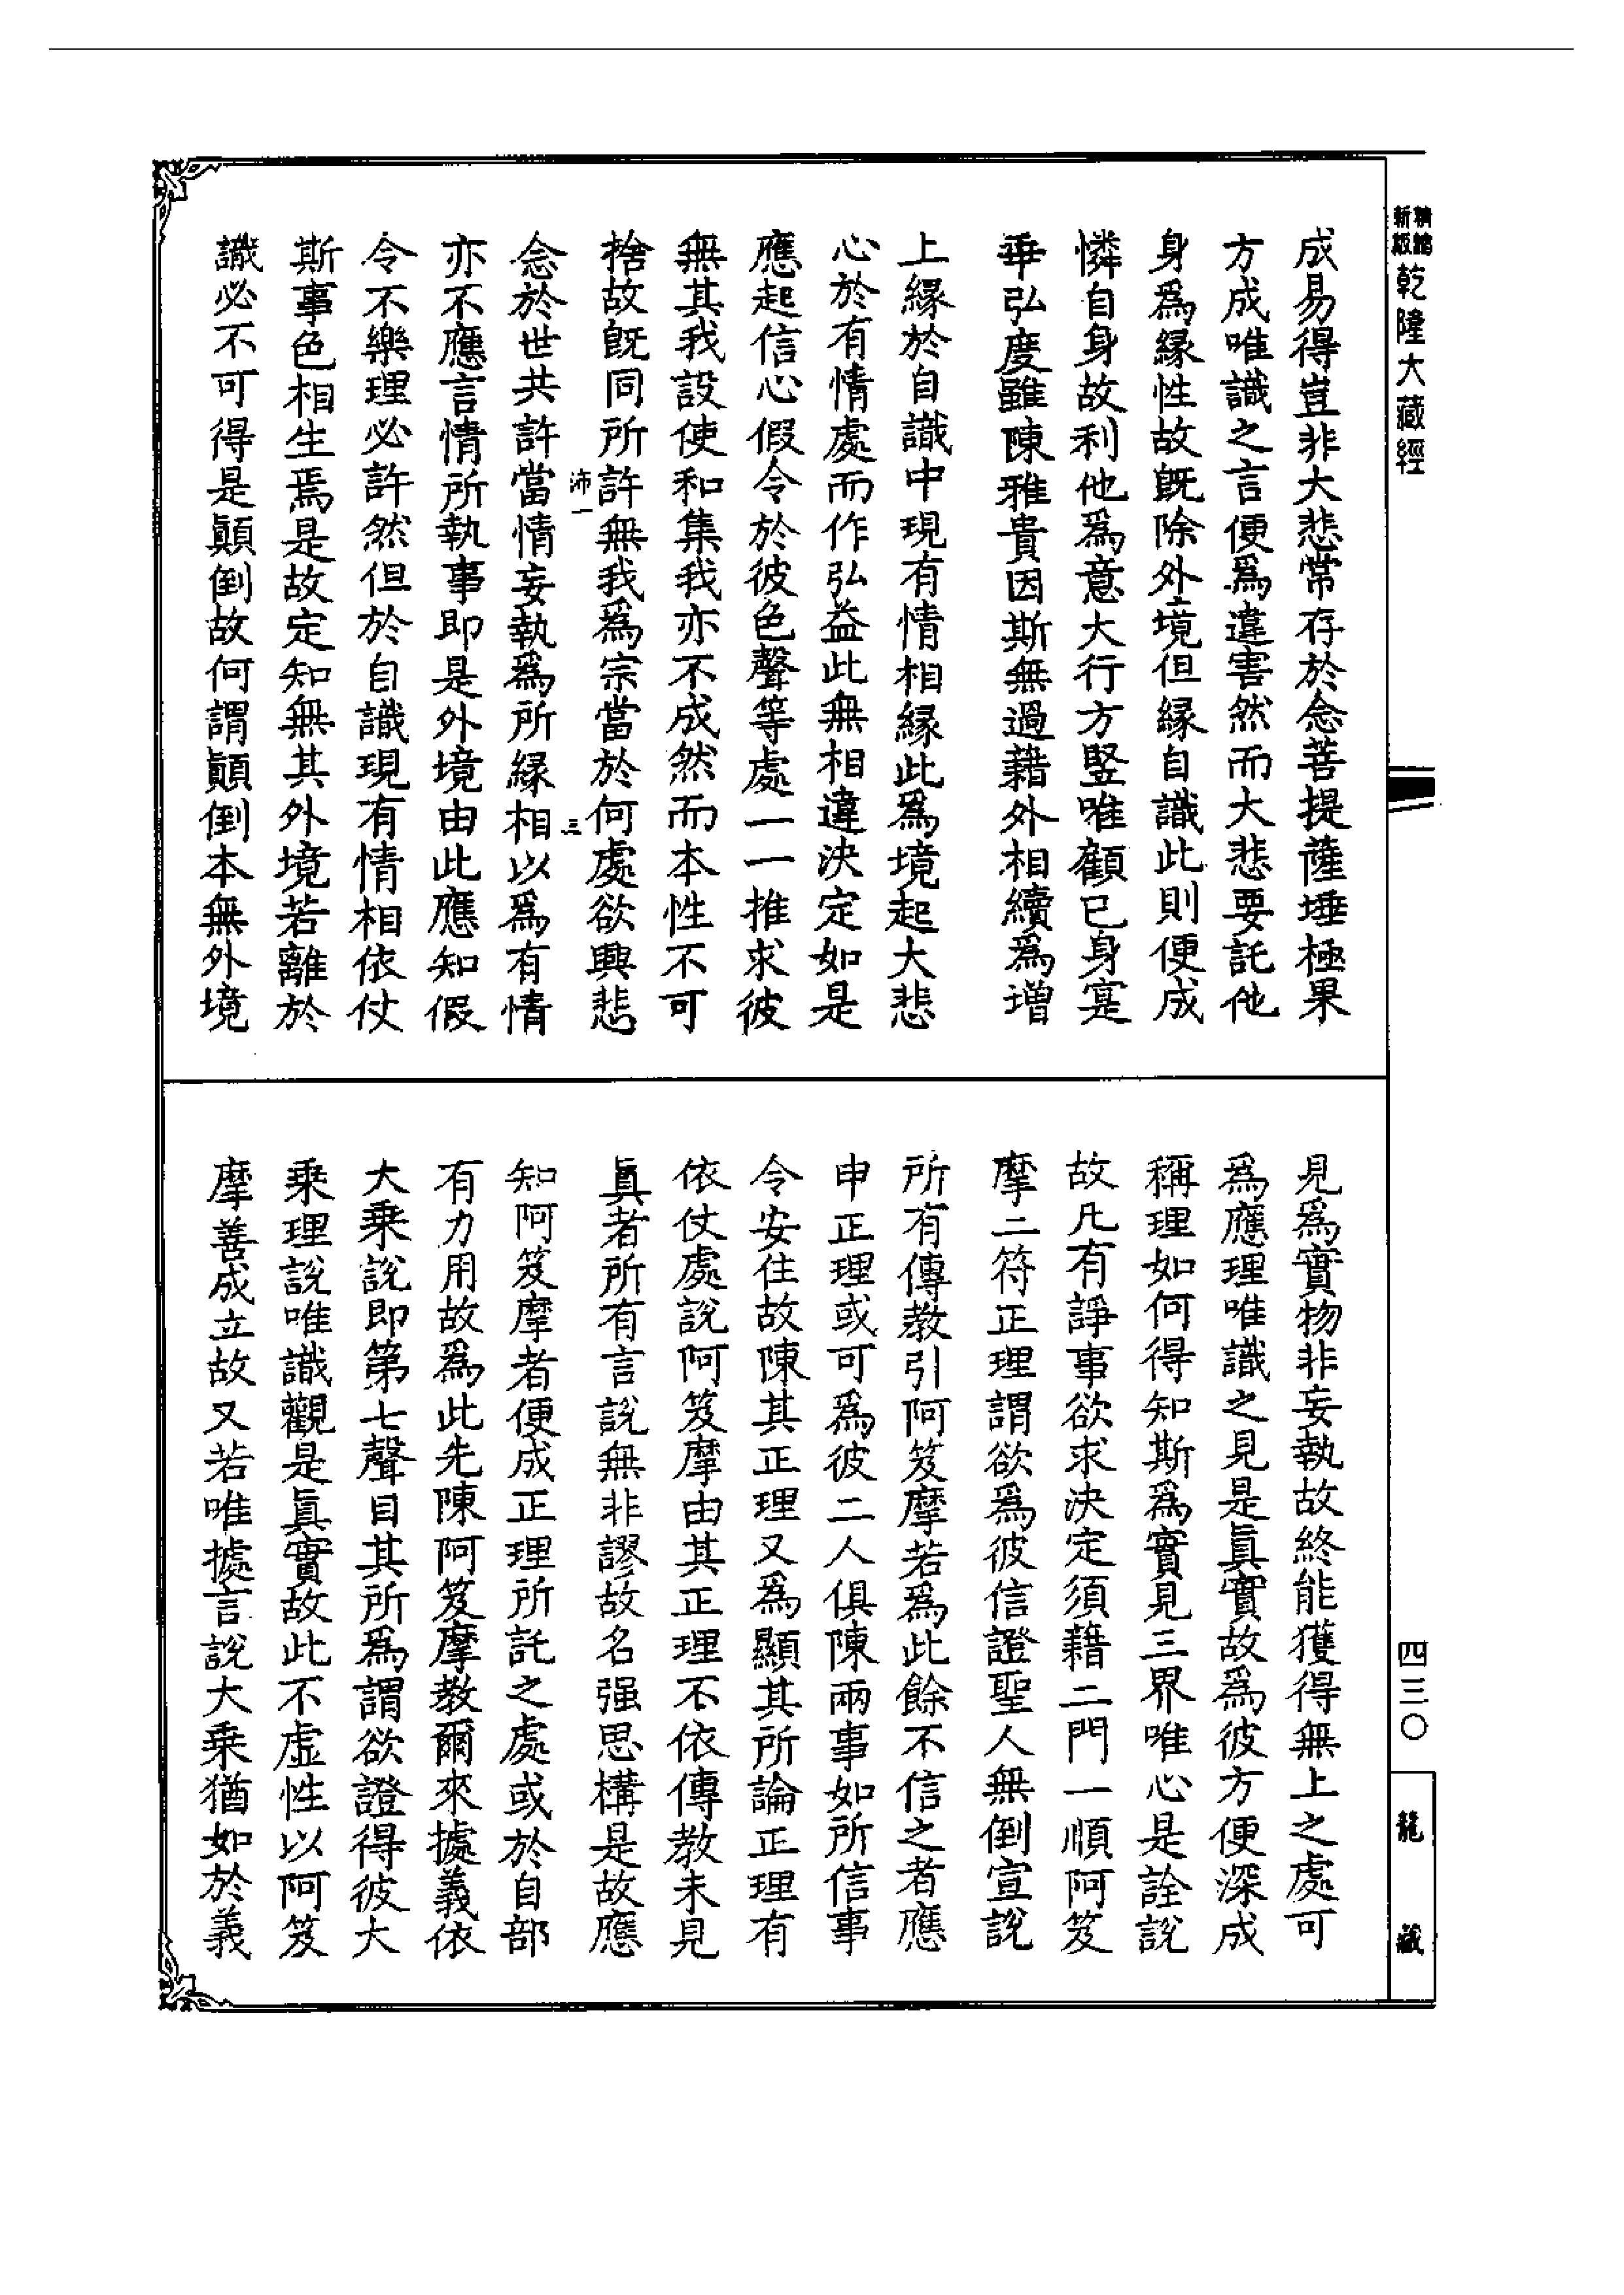 精縮
新版
乾隆大藏經
成易得豈非大悲常存於念菩提薩埵極果
方成唯識之言便爲違害然而大悲要託他
身爲緣性故既除外境但緣自識此則便成
憐自身故利他爲意大行方竪唯顧已身寔
乖弘度雖陳雅貴因斯無過藉外相續爲增
上緣於自識中現有情相緣此爲境起大悲
心於有情處而作弘益此無相違決定如是
應起信心假令於彼色聲等處一一推求彼
無其我設使和集我亦不成然而本性不可
捨故既同所許無我爲宗當於何處欲興悲
沛一
三
念於世共許當情妄執爲所緣相以爲有情
亦不應言情所執事即是外境由此應知假
令不樂理必許然但於自識現有情相依仗
斯事色相生焉是故定知無其外境若離於
識必不可得是顚倒故何謂顚倒本無外境
見爲實物非妄執故終能獲得無上之處可
爲應理唯識之見是眞實故爲彼方便深成
稱理如何得知斯爲實見三界唯心是詮說
故凡有諍事欲求決定須藉二門一順阿笈
摩二符正理謂欲爲彼信證聖人無倒宣說
所有傳教引阿笈摩若爲此餘不信之者應
申正理或可爲彼二人俱陳兩事如所信事
令安住故陳其正理又爲顯其所論正理有
依仗處說阿笈摩由其正理不依傳教未見
眞者所有言說無非謬故名强思構是故應
知阿笈摩者便成正理所託之處或於自部
有力用故爲此先陳阿笈摩教爾來據義依
大乘說即第七聲目其所爲謂欲證得彼大
乘理說唯識觀是眞實故此不虛性以阿笈
摩善成立故又若唯據言說大乘猶如於義
四三〇
龍藏